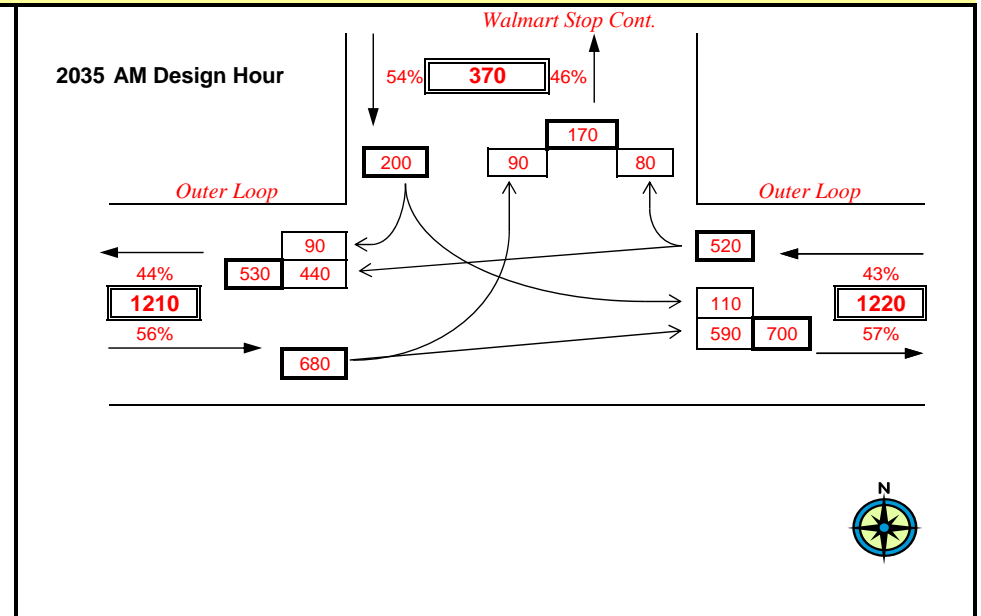 Walmart Stop Cont.
2035 AM Design Hour
54% 370 46%
170
200 90 80
Outer Loop Outer Loop
90 520
44% 530 440 43%
1210 110 1220
56% 590 700 57%
680
N